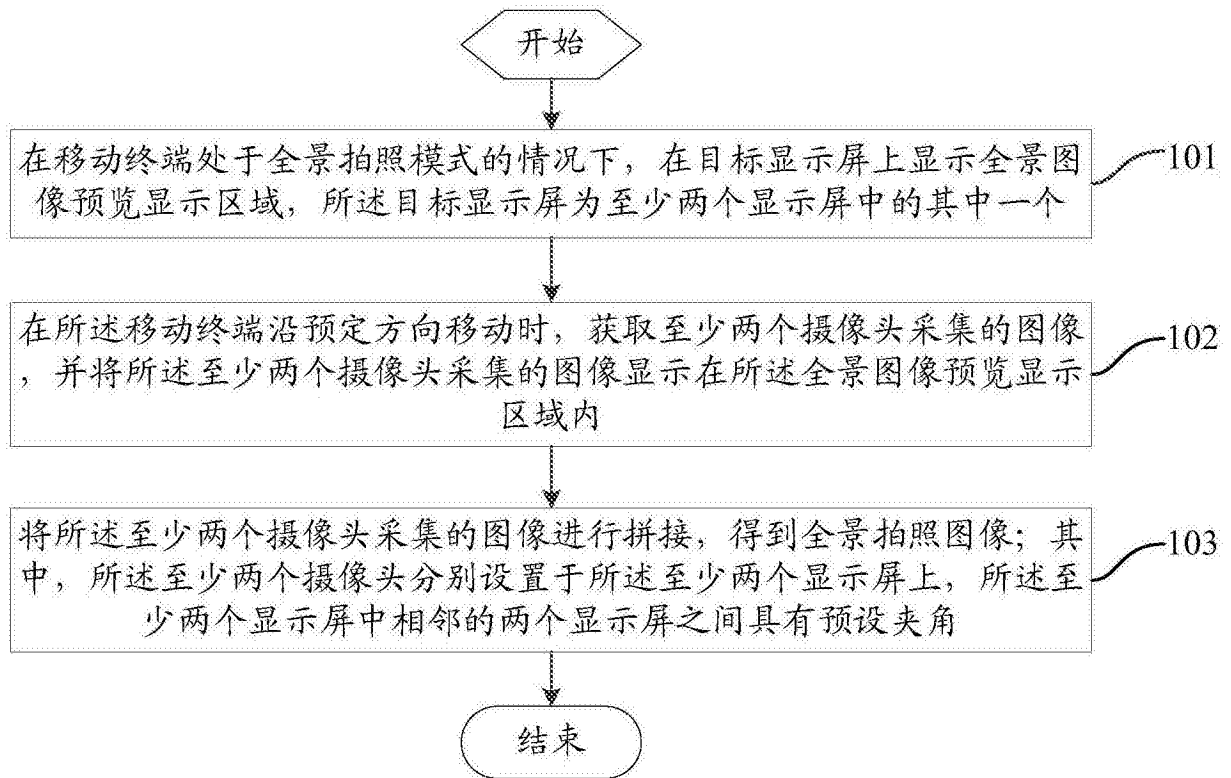 开始
在移动终端处于全景拍照模式的情况下，在目标显示屏上显示全景图
像预览显示区域，所述目标显示屏为至少两个显示屏中的其中一个
101
在所述移动终端沿预定方向移动时，获取至少两个摄像头采集的图像
，并将所述至少两个摄像头采集的图像显示在所述全景图像预览显示
区域内
102
将所述至少两个摄像头采集的图像进行拼接，得到全景拍照图像；其
中，所述至少两个摄像头分别设置于所述至少两个显示屏上，所述至
少两个显示屏中相邻的两个显示屏之间具有预设夹角
103
结束